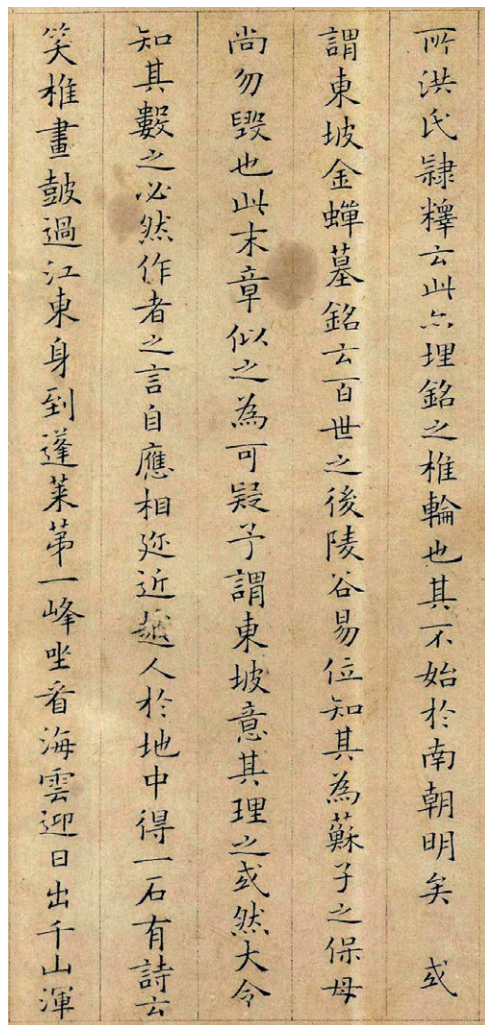 所洪氏隸釋云此亦埋銘之椎輪也其不始於南朝明矣　或
謂東坡金蟬墓銘云百世之後陵谷易位知其為蘇子之保母
尚勿毀也此末章似之為可疑予謂東坡意其理之或然大令
知其數之必然作者之言自應相迩近越人於地中得一石有詩云
笑椎畫鼓過江東身到蓬萊第一峰坐看海雲迎日出千山渾